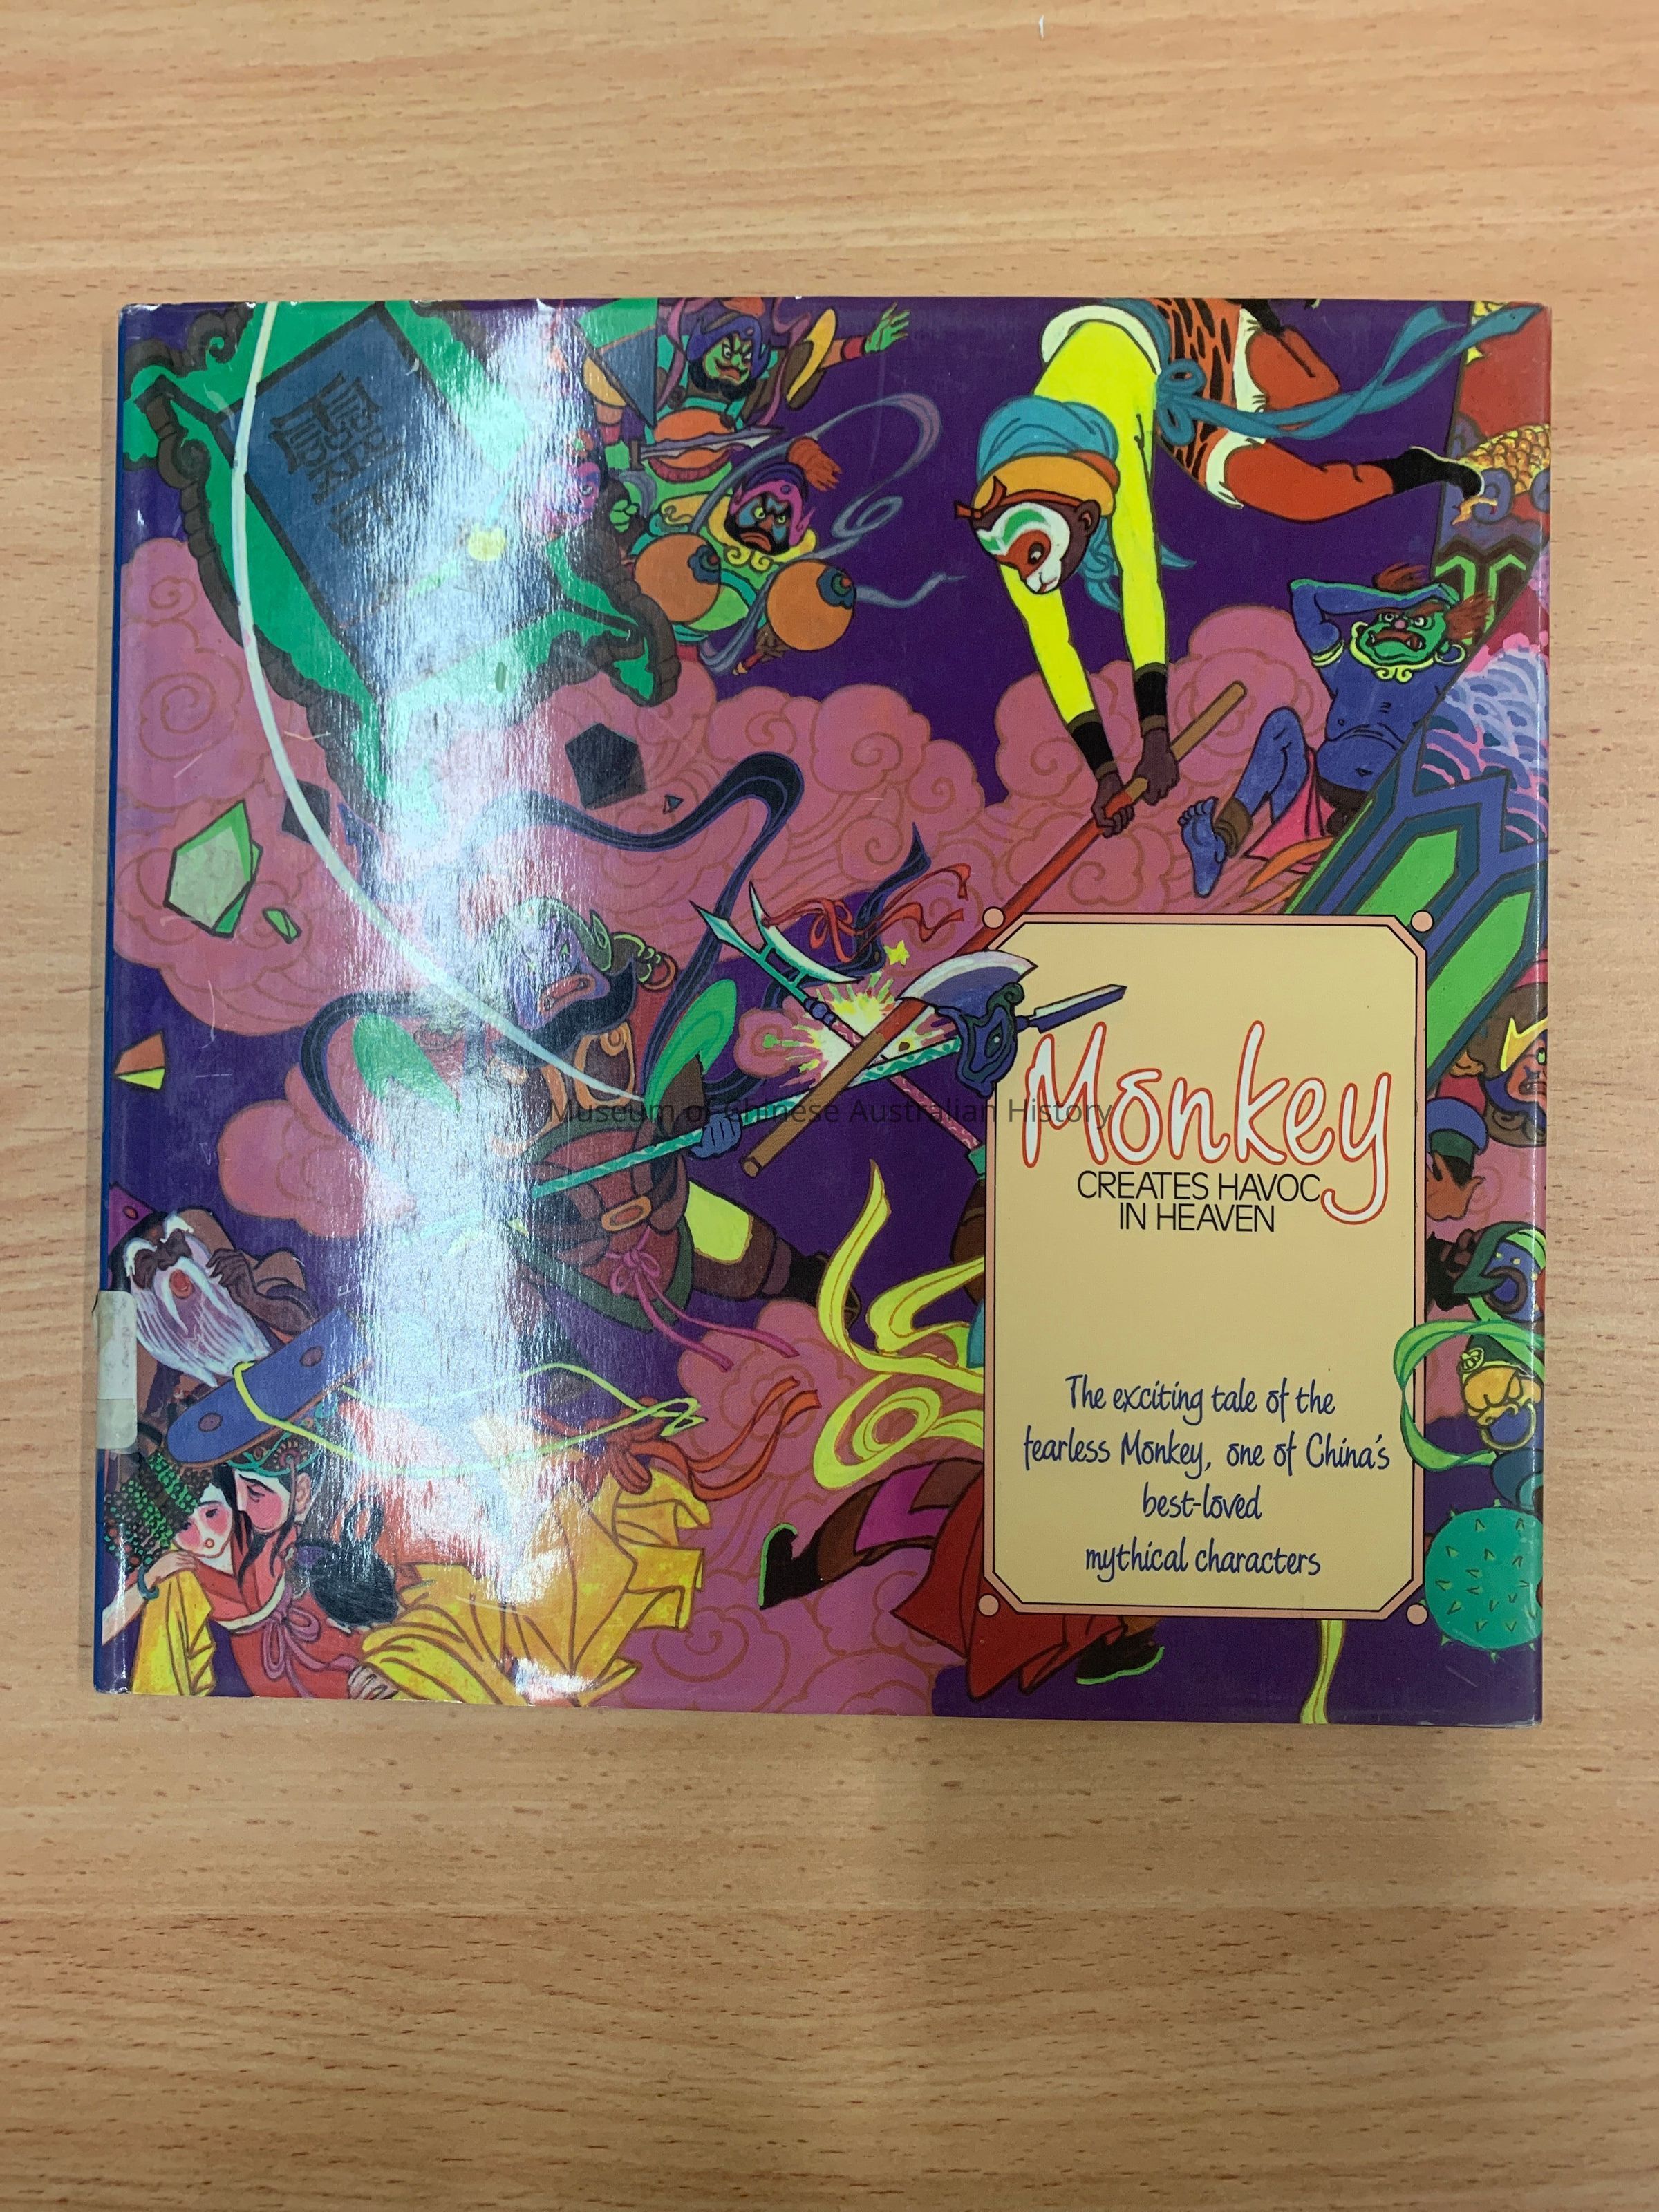 Monkey
CREATES HAVOC
IN HEAVEN
The exciting tale of the
fearless Monkey, one of China's
best-loved
mythical characters
Museum of Chinese Australian History